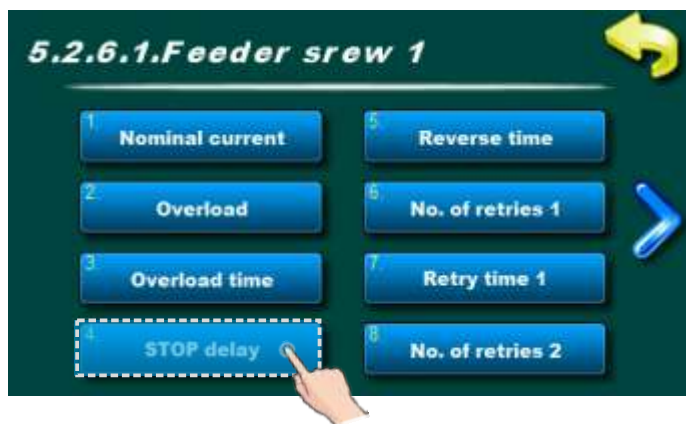 5.2.6.1.Feeder srew 1
1. Nominal current
2. Overload
3. Overload time
4 STOP delay
5. Reverse time
6 No. of retries 1
7. Retry time 1
8 No. of retries 2